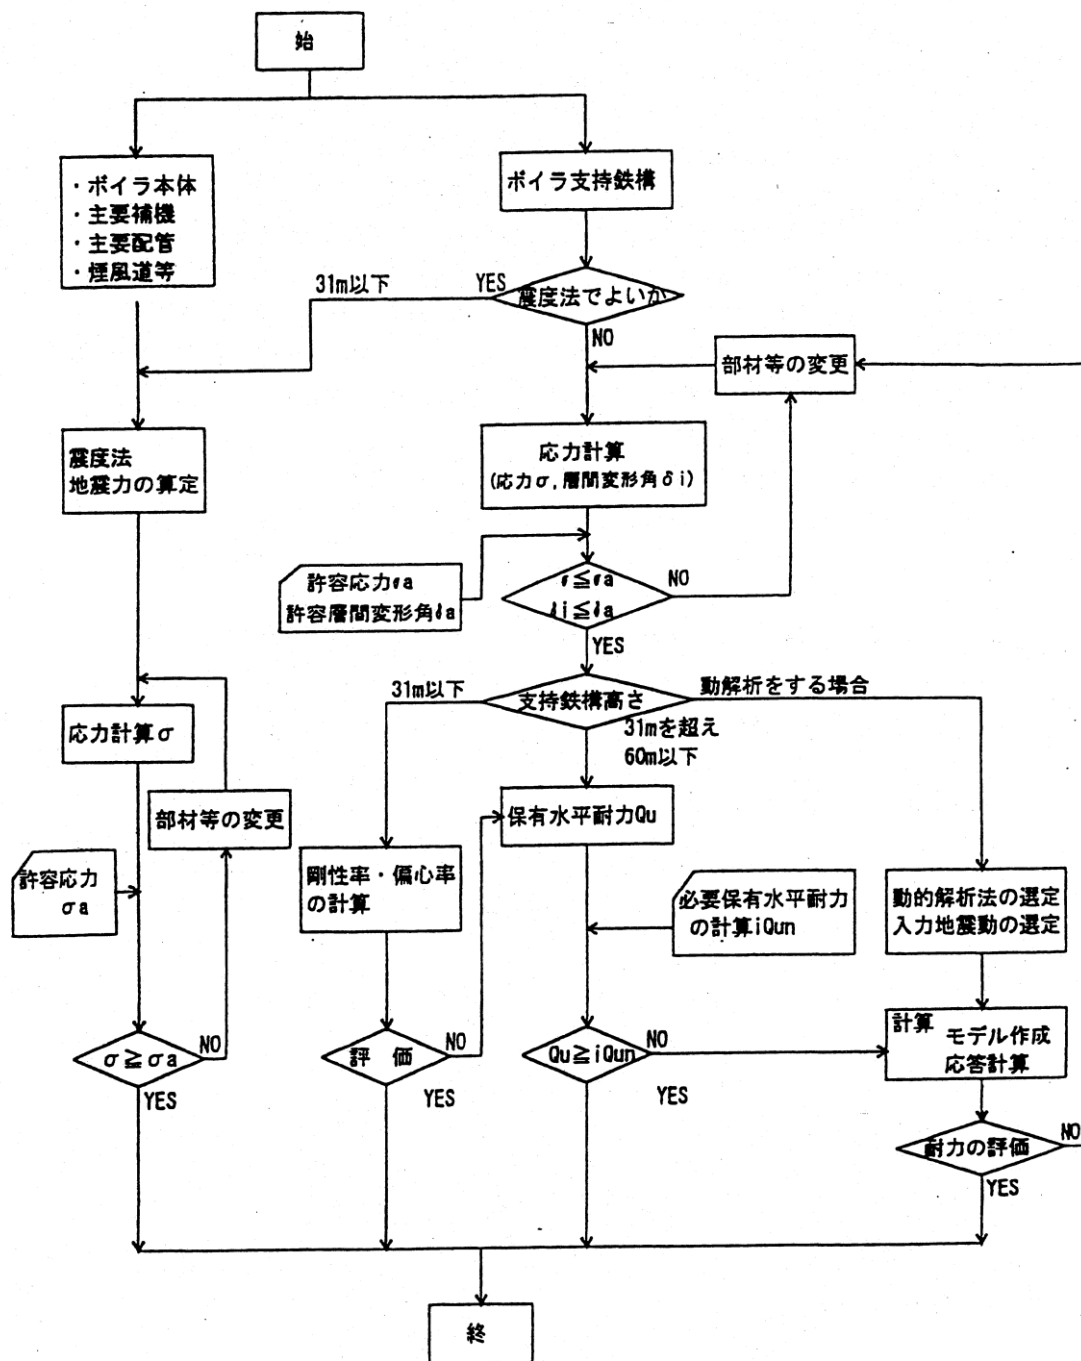 始
・ボイラ本体
・主要補機
・主要配管
・煙風道等
ボイラ支持鉄構
31m以下
YES
震度法でよいか
NO
部材等の変更
震度法
地震力の算定
応力計算
(応力σ,層間変形角δi)
許容応力σa
許容層間変形角δa
σ≦σa
δi≦δa
NO
YES
31m以下
支持鉄構高さ
動解析をする場合
31mを超え
60m以下
応力計算σ
部材等の変更
保有水平耐力Qu
許容応力
σa
剛性率・偏心率
の計算
必要保有水平耐力
の計算iQun
動的解析法の選定
入力地震動の選定
σ≧σa
NO
YES
評 価
NO
YES
Qu≧iQun
NO
YES
計算
モデル作成
応答計算
耐力の評価
NO
YES
終